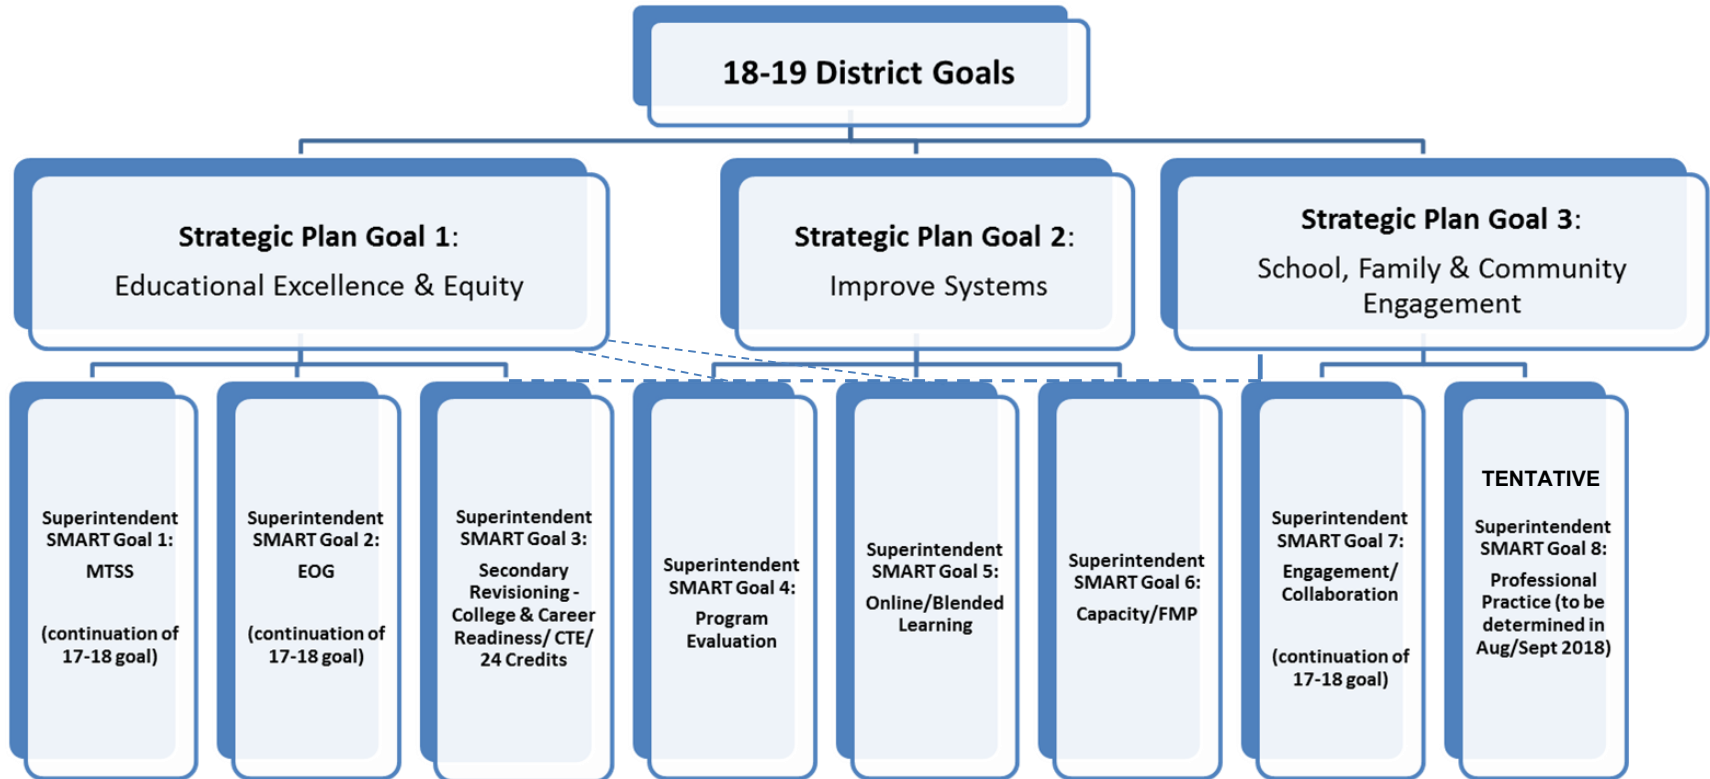 18-19 District Goals
Strategic Plan Goal 1:
Educational Excellence & Equity
Strategic Plan Goal 2:
Improve Systems
Strategic Plan Goal 3:
School, Family & Community
Engagement
Superintendent
SMART Goal 1:
MTSS
(continuation of
17-18 goal)
Superintendent
SMART Goal 2:
EOG
(continuation of
17-18 goal)
Superintendent
SMART Goal 3:
Secondary
Revisioning -
College & Career
Readiness/ CTE/
24 Credits
Superintendent
SMART Goal 4:
Program
Evaluation
Superintendent
SMART Goal 5:
Online/Blended
Learning
Superintendent
SMART Goal 6:
Capacity/FMP
Superintendent
SMART Goal 7:
Engagement/
Collaboration
(continuation of
17-18 goal)
TENTATIVE
Superintendent
SMART Goal 8:
Professional
Practice (to be
determined in
Aug/Sept 2018)